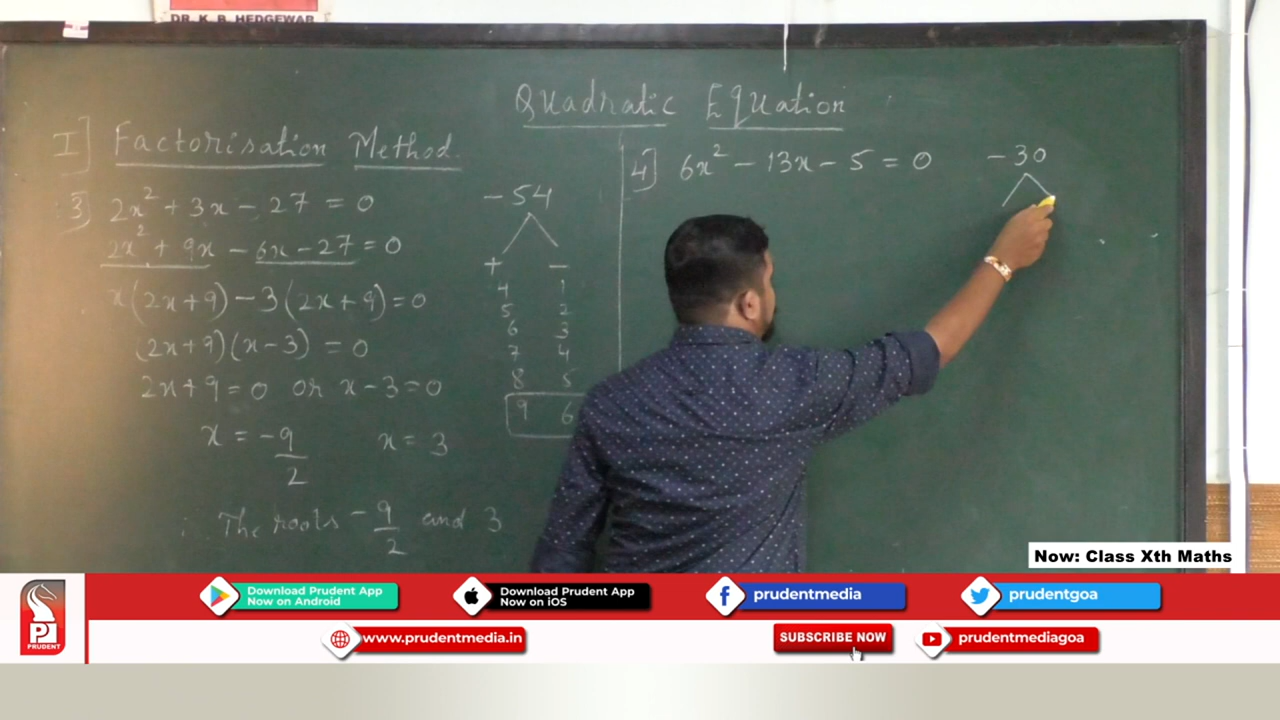 DR. K. B. HEDGEWAR
Quadratic Equation
I] Factorisation Method
3] 2x² + 3x - 27 = 0
2x² + 9x - 6x - 27 = 0
x(2x+9) - 3(2x+9) = 0
(2x+9)(x-3) = 0
2x+9=0 or x-3=0
x = -9/2 x = 3
∴ The roots -9/2 and 3
-54
+ -
4 1
5 2
6 3
7 4
8 5
9 6
4] 6x² - 13x - 5 = 0
-30
Now: Class Xth Maths
PRUDENT
Download Prudent App
Now on Android
Download Prudent App
Now on iOS
prudentmedia
prudentgoa
www.prudentmedia.in
SUBSCRIBE NOW
prudentmediagoa